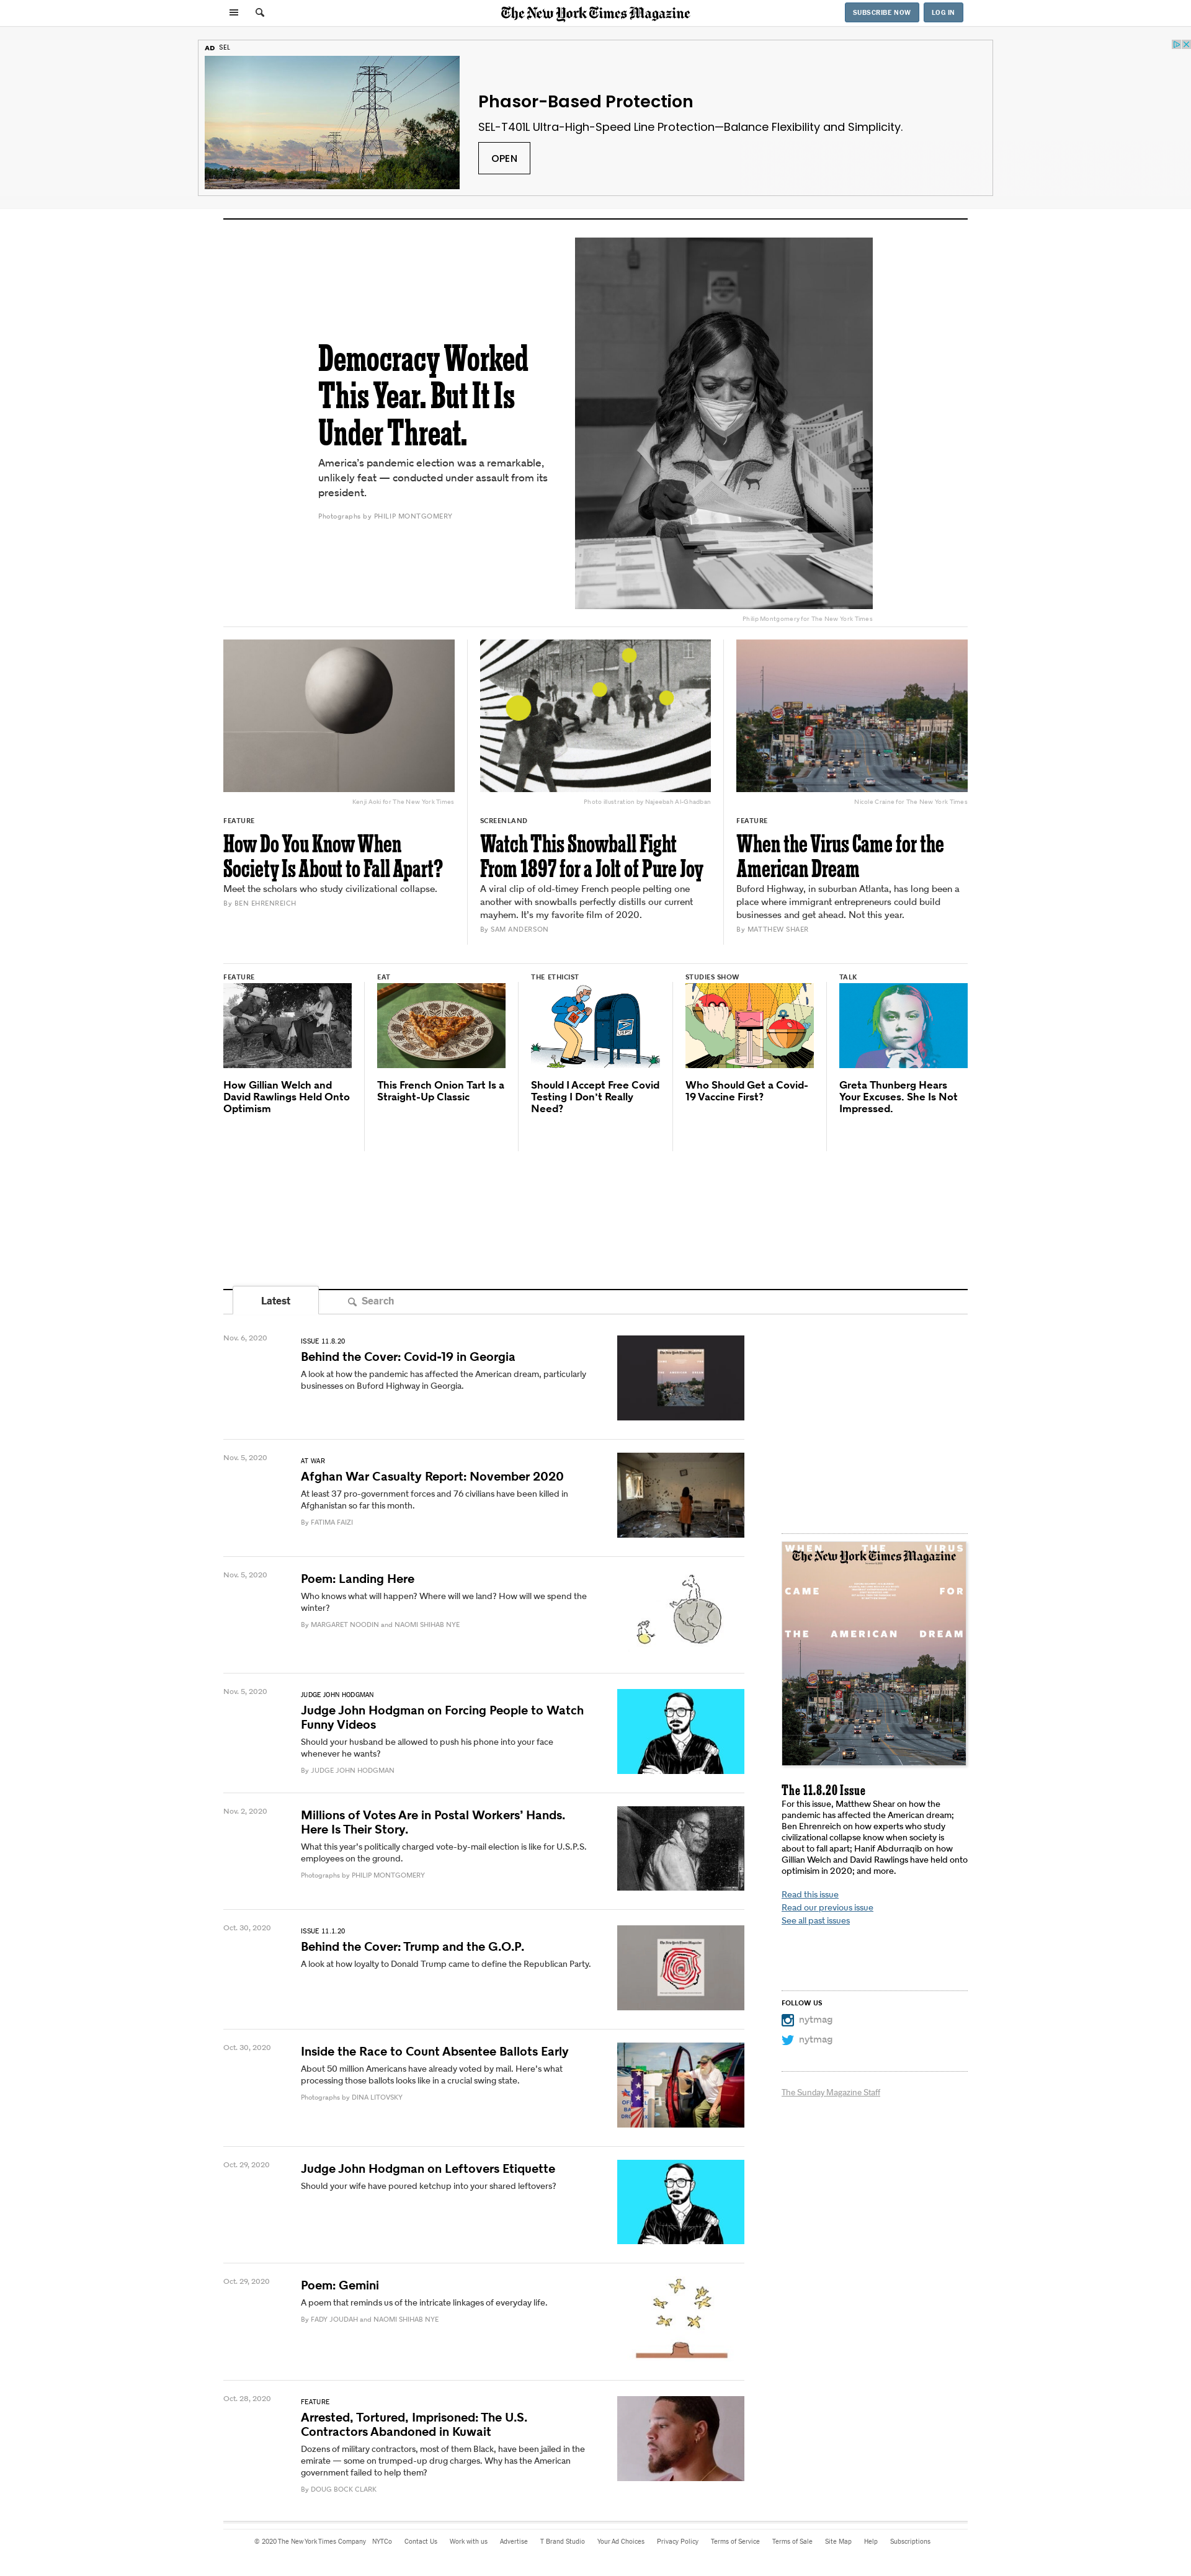 The New York Times Magazine
SUBSCRIBE NOW
LOG IN
AD SEL
Phasor-Based Protection
SEL-T401L Ultra-High-Speed Line Protection—Balance Flexibility and Simplicity.
OPEN
Democracy Worked
This Year. But It Is
Under Threat.
America's pandemic election was a remarkable,
unlikely feat — conducted under assault from its
president.
Photographs by PHILIP MONTGOMERY
Philip Montgomery for The New York Times
Kenji Aoki for The New York Times
FEATURE
How Do You Know When
Society Is About to Fall Apart?
Meet the scholars who study civilizational collapse.
By BEN EHRENREICH
Photo illustration by Najeebah Al-Ghadban
SCREENLAND
Watch This Snowball Fight
From 1897 for a Jolt of Pure Joy
A viral clip of old-timey French people pelting one
another with snowballs perfectly distills our current
mayhem. It's my favorite film of 2020.
By SAM ANDERSON
Nicole Craine for The New York Times
FEATURE
When the Virus Came for the
American Dream
Buford Highway, in suburban Atlanta, has long been a
place where immigrant entrepreneurs could build
businesses and get ahead. Not this year.
By MATTHEW SHAER
FEATURE
How Gillian Welch and
David Rawlings Held Onto
Optimism
EAT
This French Onion Tart Is a
Straight-Up Classic
THE ETHICIST
Should I Accept Free Covid
Testing I Don't Really
Need?
STUDIES SHOW
Who Should Get a Covid-
19 Vaccine First?
TALK
Greta Thunberg Hears
Your Excuses. She Is Not
Impressed.
Latest
Search
Nov. 6, 2020
ISSUE 11.8.20
Behind the Cover: Covid-19 in Georgia
A look at how the pandemic has affected the American dream, particularly
businesses on Buford Highway in Georgia.
Nov. 5, 2020
AT WAR
Afghan War Casualty Report: November 2020
At least 37 pro-government forces and 76 civilians have been killed in
Afghanistan so far this month.
By FATIMA FAIZI
Nov. 5, 2020
Poem: Landing Here
Who knows what will happen? Where will we land? How will we spend the
winter?
By MARGARET NOODIN and NAOMI SHIHAB NYE
Nov. 5, 2020
JUDGE JOHN HODGMAN
Judge John Hodgman on Forcing People to Watch
Funny Videos
Should your husband be allowed to push his phone into your face
whenever he wants?
By JUDGE JOHN HODGMAN
Nov. 2, 2020
Millions of Votes Are in Postal Workers' Hands.
Here Is Their Story.
What this year's politically charged vote-by-mail election is like for U.S.P.S.
employees on the ground.
Photographs by PHILIP MONTGOMERY
Oct. 30, 2020
ISSUE 11.1.20
Behind the Cover: Trump and the G.O.P.
A look at how loyalty to Donald Trump came to define the Republican Party.
Oct. 30, 2020
Inside the Race to Count Absentee Ballots Early
About 50 million Americans have already voted by mail. Here's what
processing those ballots looks like in a crucial swing state.
Photographs by DINA LITOVSKY
Oct. 29, 2020
Judge John Hodgman on Leftovers Etiquette
Should your wife have poured ketchup into your shared leftovers?
Oct. 29, 2020
Poem: Gemini
A poem that reminds us of the intricate linkages of everyday life.
By FADY JOUDAH and NAOMI SHIHAB NYE
Oct. 28, 2020
FEATURE
Arrested, Tortured, Imprisoned: The U.S.
Contractors Abandoned in Kuwait
Dozens of military contractors, most of them Black, have been jailed in the
emirate — some on trumped-up drug charges. Why has the American
government failed to help them?
By DOUG BOCK CLARK
WHEN THE VIRUS
The New York Times Magazine
CAME FOR
THE AMERICAN DREAM
The 11.8.20 Issue
For this issue, Matthew Shear on how the
pandemic has affected the American dream;
Ben Ehrenreich on how experts who study
civilizational collapse know when society is
about to fall apart; Hanif Abdurraqib on how
Gillian Welch and David Rawlings have held onto
optimisim in 2020; and more.
Read this issue
Read our previous issue
See all past issues
FOLLOW US
nytmag
nytmag
The Sunday Magazine Staff
© 2020 The New York Times Company NYTCo Contact Us Work with us Advertise T Brand Studio Your Ad Choices Privacy Policy Terms of Service Terms of Sale Site Map Help Subscriptions